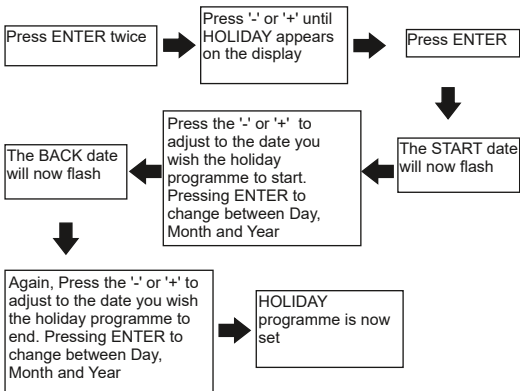 Press ENTER twice
Press '-' or '+' until
HOLIDAY appears
on the display
Press ENTER
The START date
will now flash
Press the '-' or '+' to
adjust to the date you
wish the holiday
programme to start.
Pressing ENTER to
change between Day,
Month and Year
The BACK date
will now flash
Again, Press the '-' or '+' to
adjust to the date you wish
the holiday programme to
end. Pressing ENTER to
change between Day,
Month and Year
HOLIDAY
programme is now
set